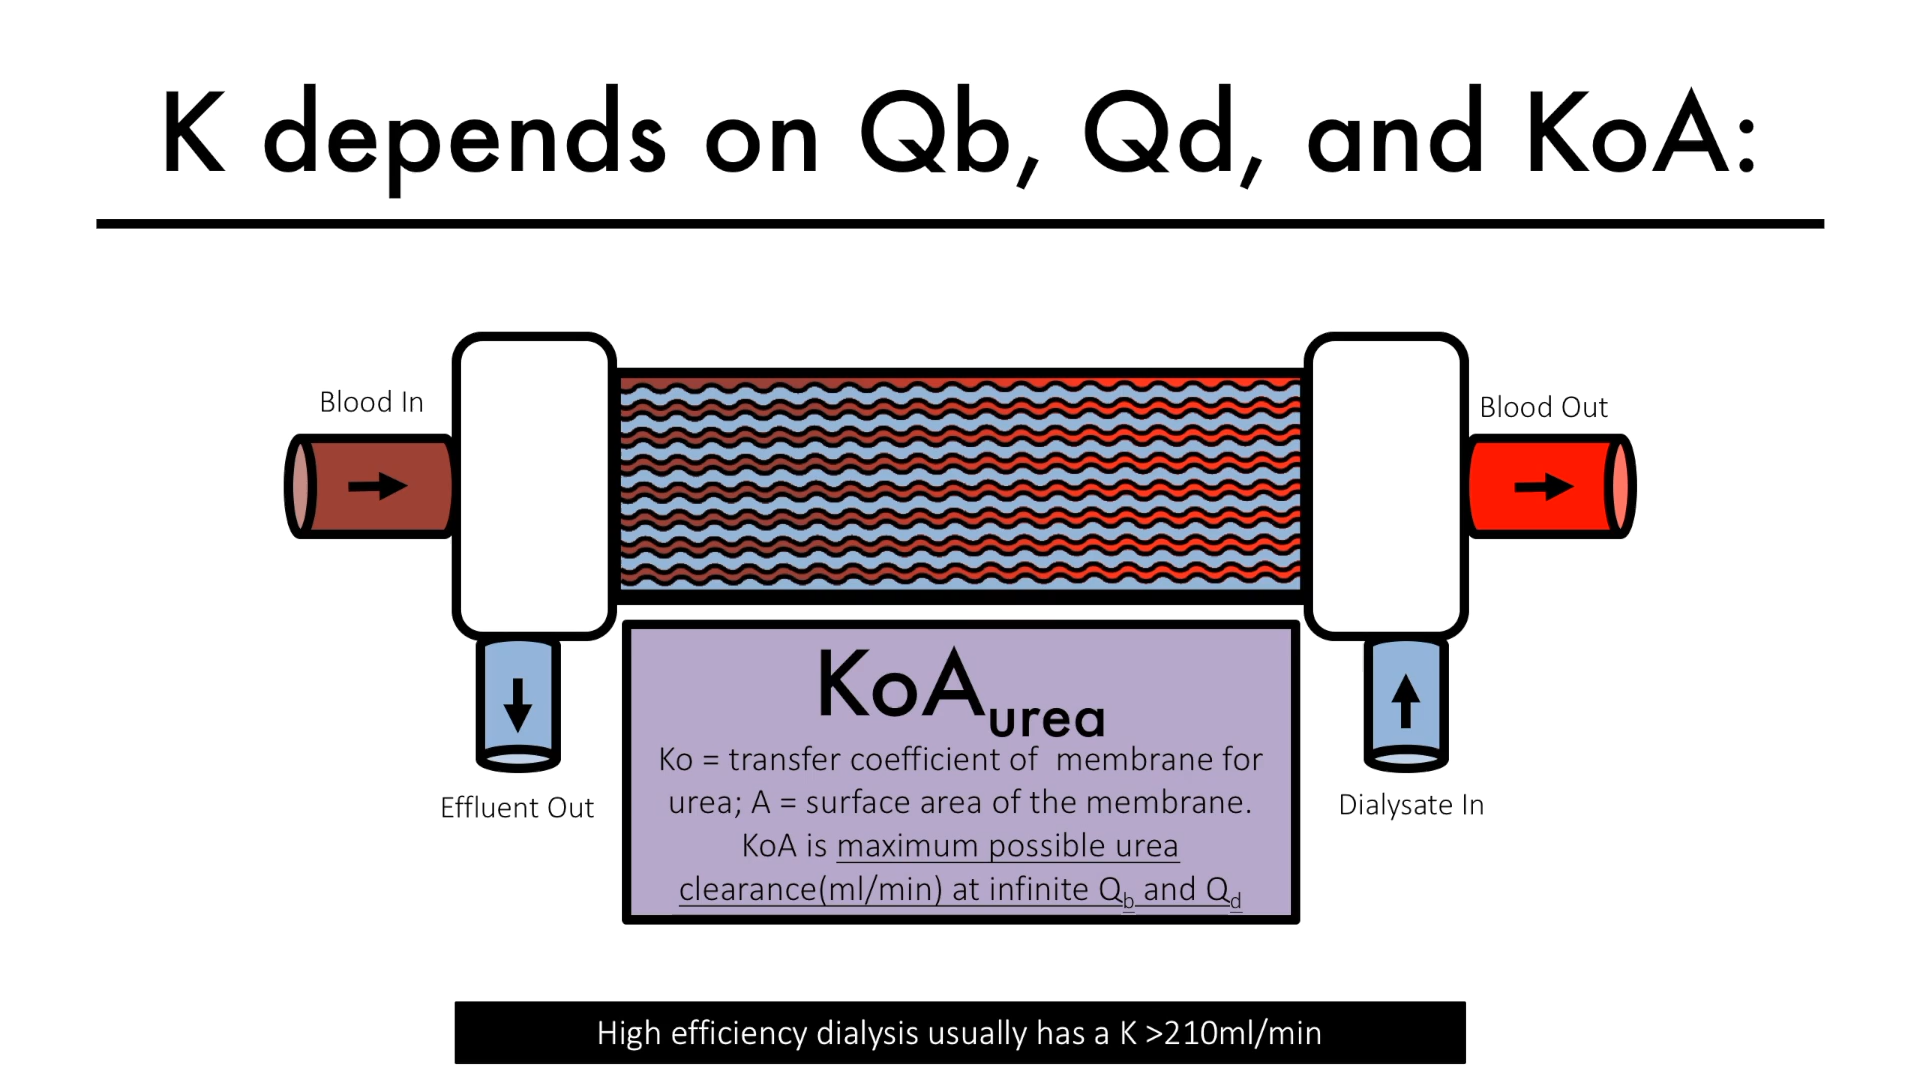 K depends on Qb, Qd, and KoA:
Blood In
Blood Out
KoAurea
Ko = transfer coefficient of membrane for
urea; A = surface area of the membrane.
KoA is maximum possible urea
clearance(ml/min) at infinite Qb and Qd
Effluent Out
Dialysate In
High efficiency dialysis usually has a K >210ml/min